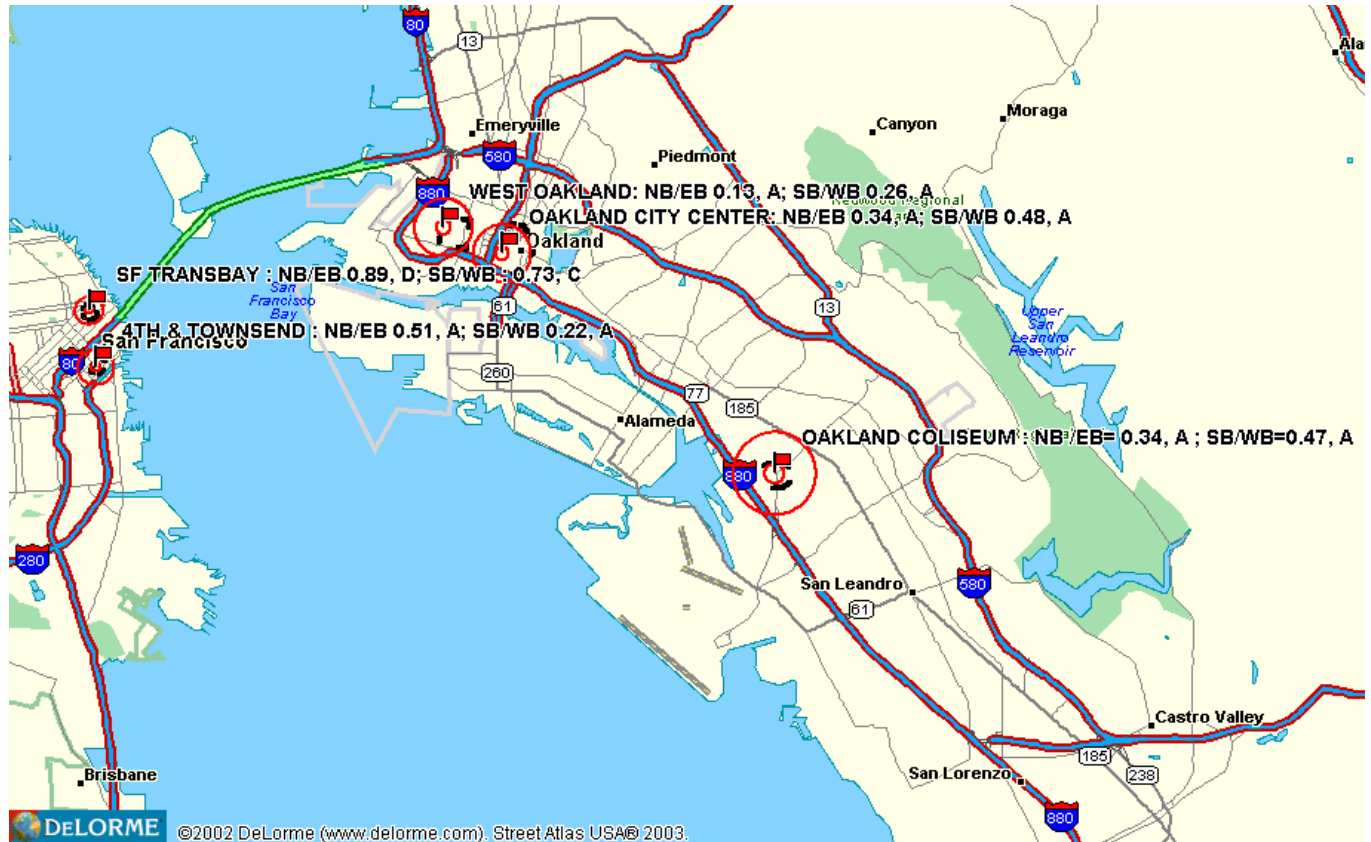 80
13
Ala
Moraga
Canyon
Emeryville
580
Piedmont
880
WEST OAKLAND: NB/EB 0.13, A; SB/WB 0.26, A
Redwood Regional
OAKLAND CITY CENTER: NB/EB 0.34, A; SB/WB 0.48, A
Oakland
SF TRANSBAY : NB/EB 0.89, D; SB/WB : 0.73, C
San
Francisco
Bay
61
13
4TH & TOWNSEND : NB/EB 0.51, A; SB/WB 0.22, A
San Francisco
Upper
San
Leandro
Reservoir
80
260
77
185
Alameda
OAKLAND COLISEUM : NB /EB= 0.34, A ; SB/WB=0.47, A
880
280
San Leandro
580
61
Castro Valley
185
238
San Lorenzo
Brisbane
880
DELORME
©2002 DeLorme (www.delorme.com). Street Atlas USA® 2003.